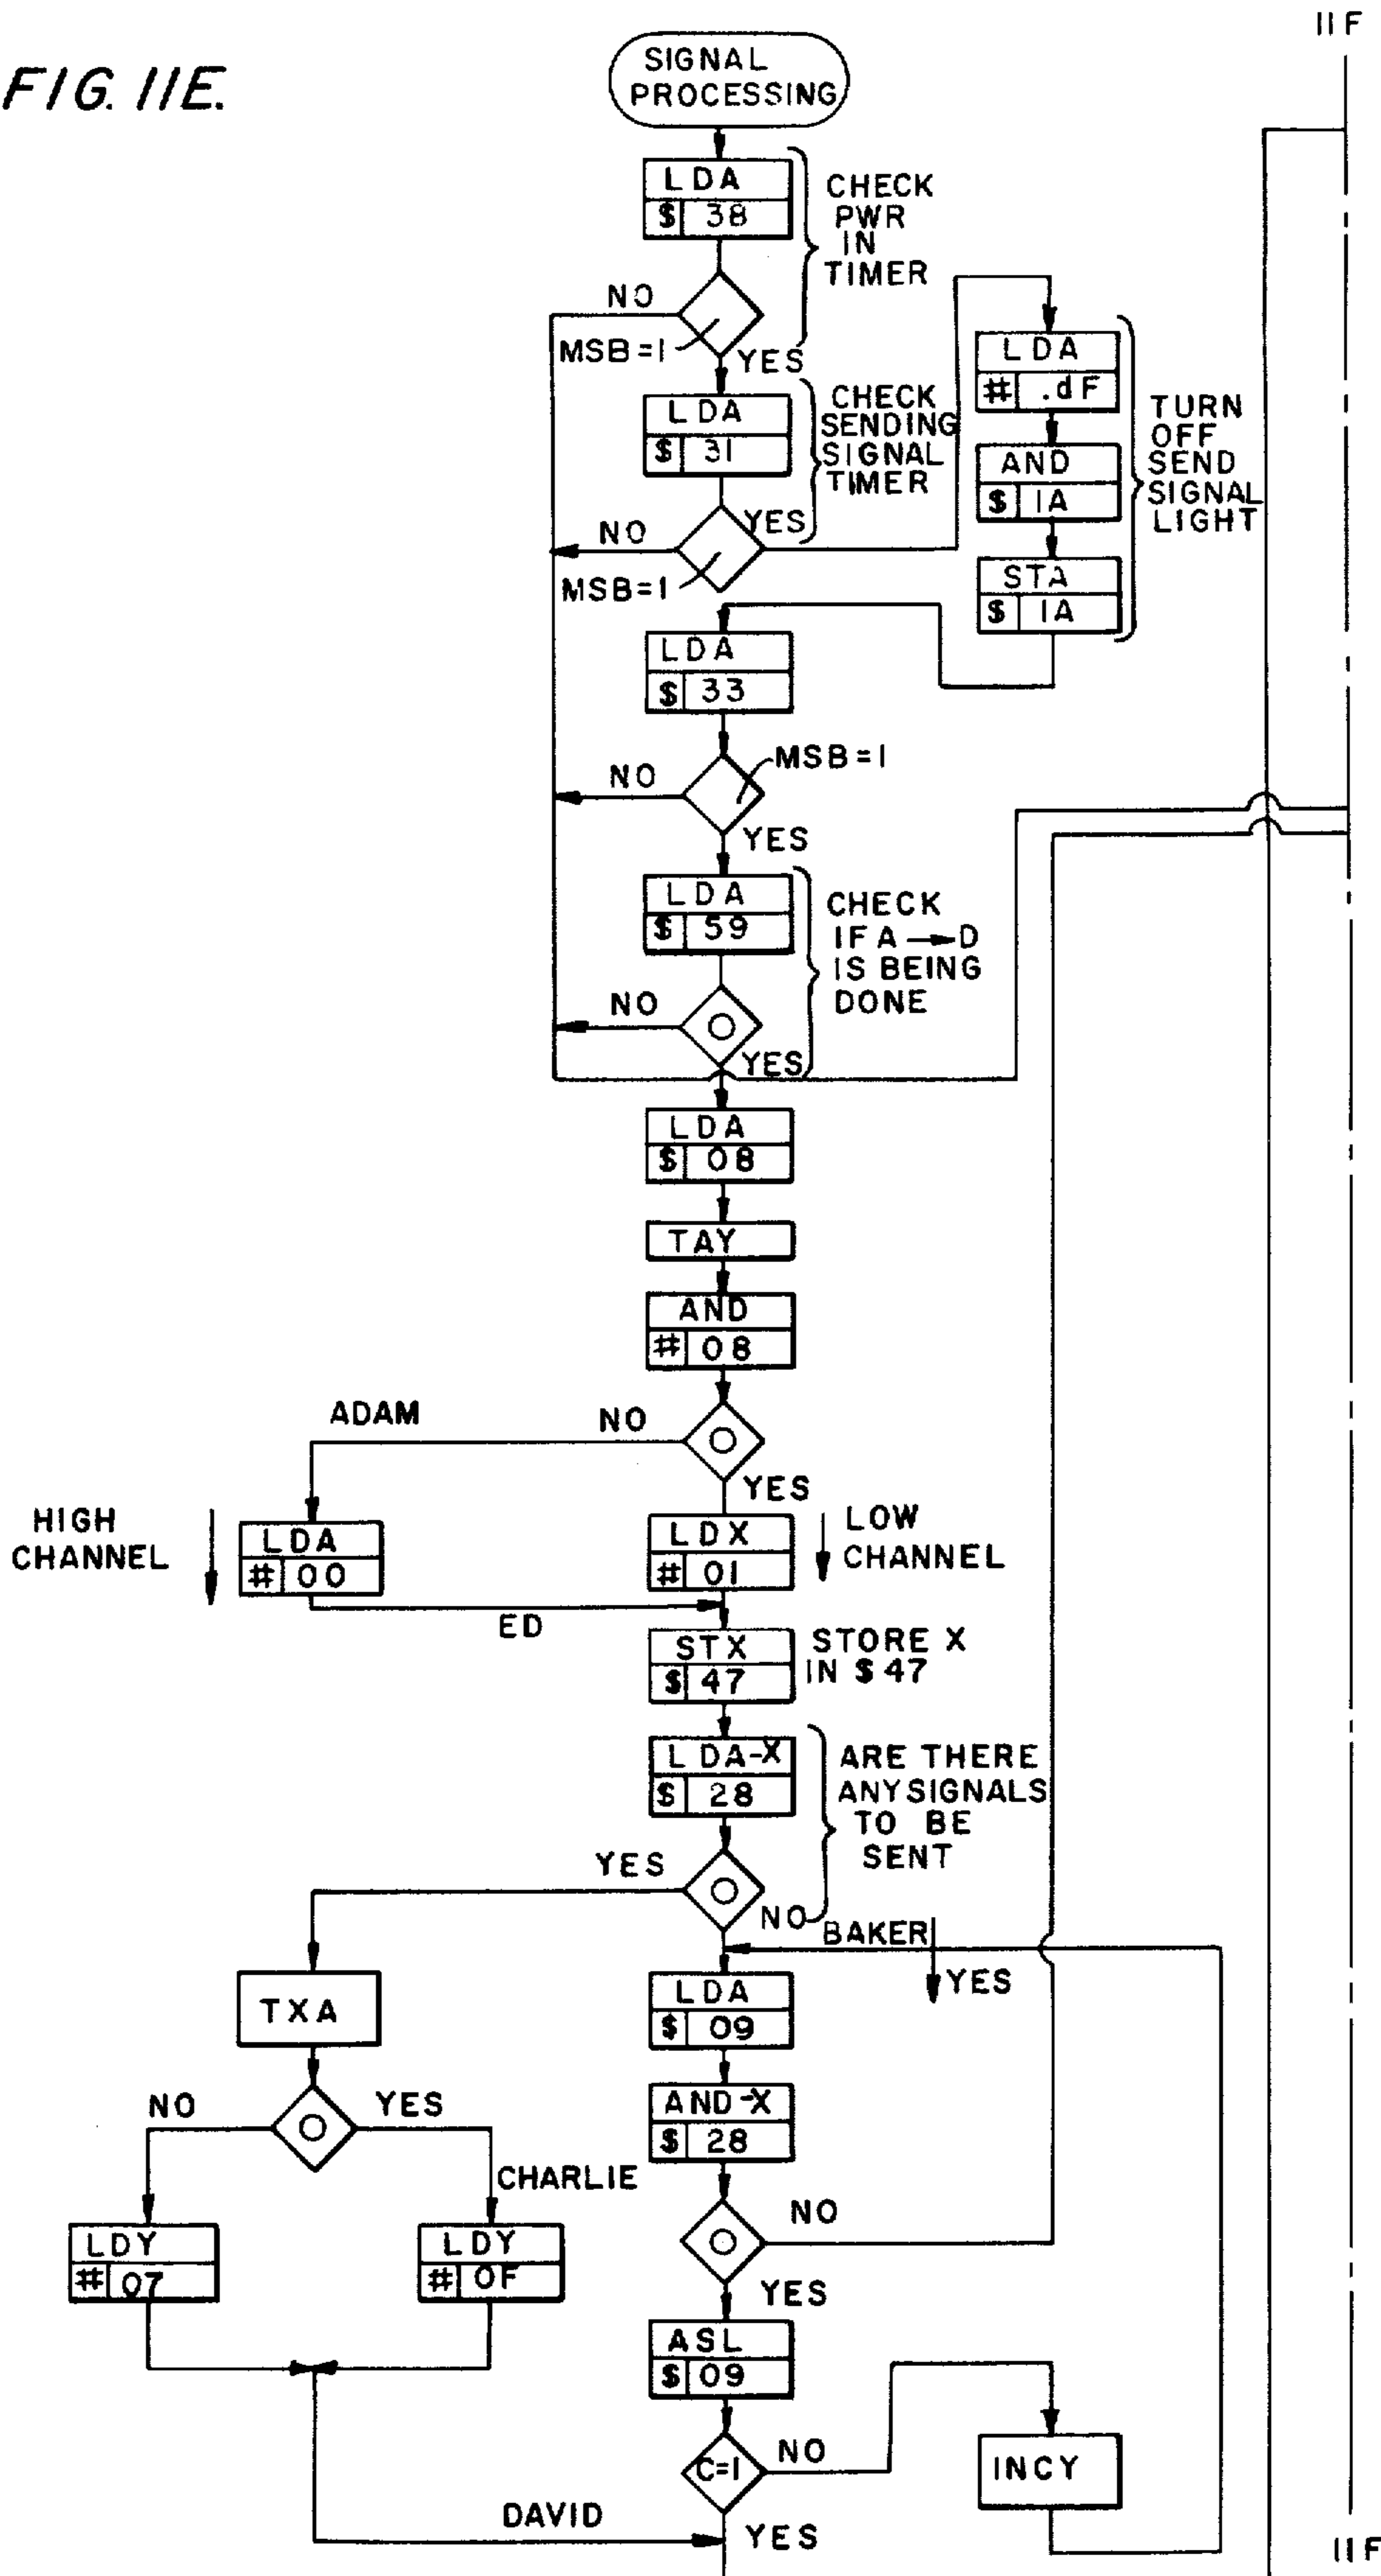 11F
FIG. 11E.
SIGNAL
PROCESSING
LDA
$ 38
CHECK
PWR
IN
TIMER
NO
MSB=1
YES
LDA
$ 31
CHECK
SENDING
SIGNAL
TIMER
NO
YES
MSB=1
LDA
# .dF
AND
$ 1A
STA
$ 1A
TURN
OFF
SEND
SIGNAL
LIGHT
LDA
$ 33
MSB=1
NO
YES
LDA
$ 59
CHECK
IF A → D
IS BEING
DONE
NO
O
YES
LDA
$ 08
TAY
AND
# 08
ADAM
NO
O
YES
HIGH
CHANNEL
LDA
# 00
LDX
# 01
LOW
CHANNEL
ED
STX
$ 47
STORE X
IN $ 47
LDA-X
$ 28
ARE THERE
ANY SIGNALS
TO BE
SENT
YES
O
NO
BAKER
YES
TXA
LDA
$ 09
AND-X
$ 28
NO
O
YES
CHARLIE
LDY
# 07
LDY
# 0F
O
NO
YES
ASL
$ 09
C=1
NO
INCY
DAVID
YES
11F